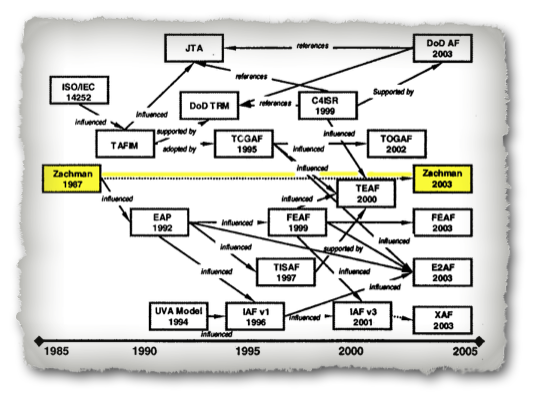 JTA
references
DoD AF
2003
ISO/IEC
14252
references
influenced
DoD TRM
references
C4ISR
1999
Supported by
influenced
TAFIM
supported by
adopted by
TOGAF
1995
influenced
TOGAF
2002
influenced
Zachman
1987
Zachman
2003
TEAF
2000
influenced
influenced
EAP
1992
influenced
FEAF
1999
FEAF
2003
influenced
supported by
influenced
TISAF
1997
influenced
influenced
E2AF
2003
UVA Model
1994
influenced
IAF v1
1996
influenced
IAF v3
2001
influenced
XAF
2003
1985
1990
1995
2000
2005